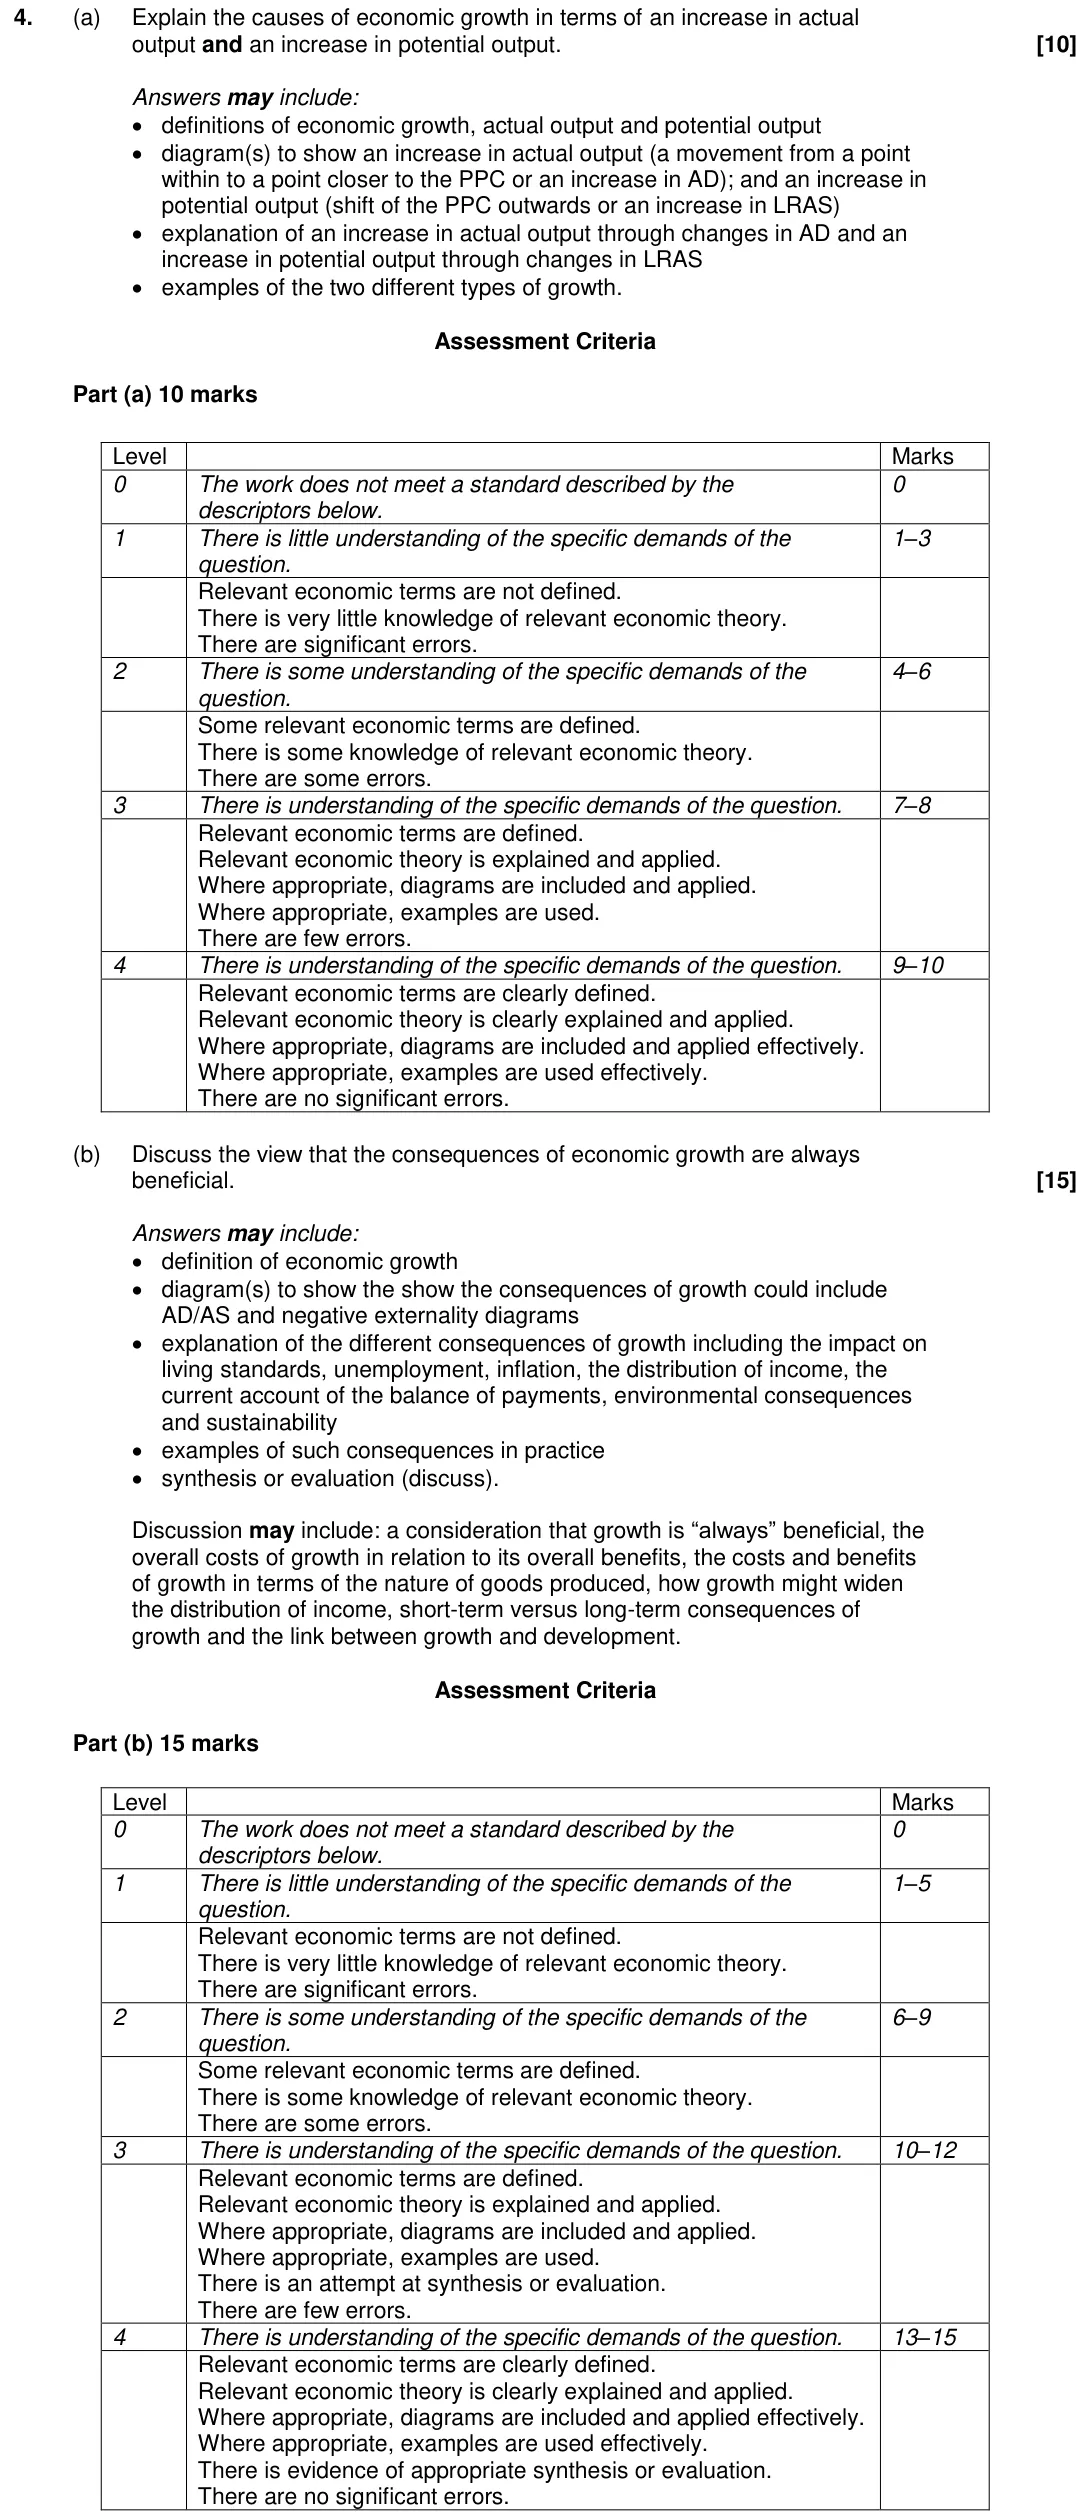 4. (a) Explain the causes of economic growth in terms of an increase in actual
output and an increase in potential output. [10]
Answers may include:
• definitions of economic growth, actual output and potential output
• diagram(s) to show an increase in actual output (a movement from a point
within to a point closer to the PPC or an increase in AD); and an increase in
potential output (shift of the PPC outwards or an increase in LRAS)
• explanation of an increase in actual output through changes in AD and an
increase in potential output through changes in LRAS
• examples of the two different types of growth.
Assessment Criteria
Part (a) 10 marks
Level Marks
0 The work does not meet a standard described by the 0
descriptors below.
1 There is little understanding of the specific demands of the 1–3
question.
Relevant economic terms are not defined.
There is very little knowledge of relevant economic theory.
There are significant errors.
2 There is some understanding of the specific demands of the 4–6
question.
Some relevant economic terms are defined.
There is some knowledge of relevant economic theory.
There are some errors.
3 There is understanding of the specific demands of the question. 7–8
Relevant economic terms are defined.
Relevant economic theory is explained and applied.
Where appropriate, diagrams are included and applied.
Where appropriate, examples are used.
There are few errors.
4 There is understanding of the specific demands of the question. 9–10
Relevant economic terms are clearly defined.
Relevant economic theory is clearly explained and applied.
Where appropriate, diagrams are included and applied effectively.
Where appropriate, examples are used effectively.
There are no significant errors.
(b) Discuss the view that the consequences of economic growth are always
beneficial. [15]
Answers may include:
• definition of economic growth
• diagram(s) to show the show the consequences of growth could include
AD/AS and negative externality diagrams
• explanation of the different consequences of growth including the impact on
living standards, unemployment, inflation, the distribution of income, the
current account of the balance of payments, environmental consequences
and sustainability
• examples of such consequences in practice
• synthesis or evaluation (discuss).
Discussion may include: a consideration that growth is “always” beneficial, the
overall costs of growth in relation to its overall benefits, the costs and benefits
of growth in terms of the nature of goods produced, how growth might widen
the distribution of income, short-term versus long-term consequences of
growth and the link between growth and development.
Assessment Criteria
Part (b) 15 marks
Level Marks
0 The work does not meet a standard described by the 0
descriptors below.
1 There is little understanding of the specific demands of the 1–5
question.
Relevant economic terms are not defined.
There is very little knowledge of relevant economic theory.
There are significant errors.
2 There is some understanding of the specific demands of the 6–9
question.
Some relevant economic terms are defined.
There is some knowledge of relevant economic theory.
There are some errors.
3 There is understanding of the specific demands of the question. 10–12
Relevant economic terms are defined.
Relevant economic theory is explained and applied.
Where appropriate, diagrams are included and applied.
Where appropriate, examples are used.
There is an attempt at synthesis or evaluation.
There are few errors.
4 There is understanding of the specific demands of the question. 13–15
Relevant economic terms are clearly defined.
Relevant economic theory is clearly explained and applied.
Where appropriate, diagrams are included and applied effectively.
Where appropriate, examples are used effectively.
There is evidence of appropriate synthesis or evaluation.
There are no significant errors.